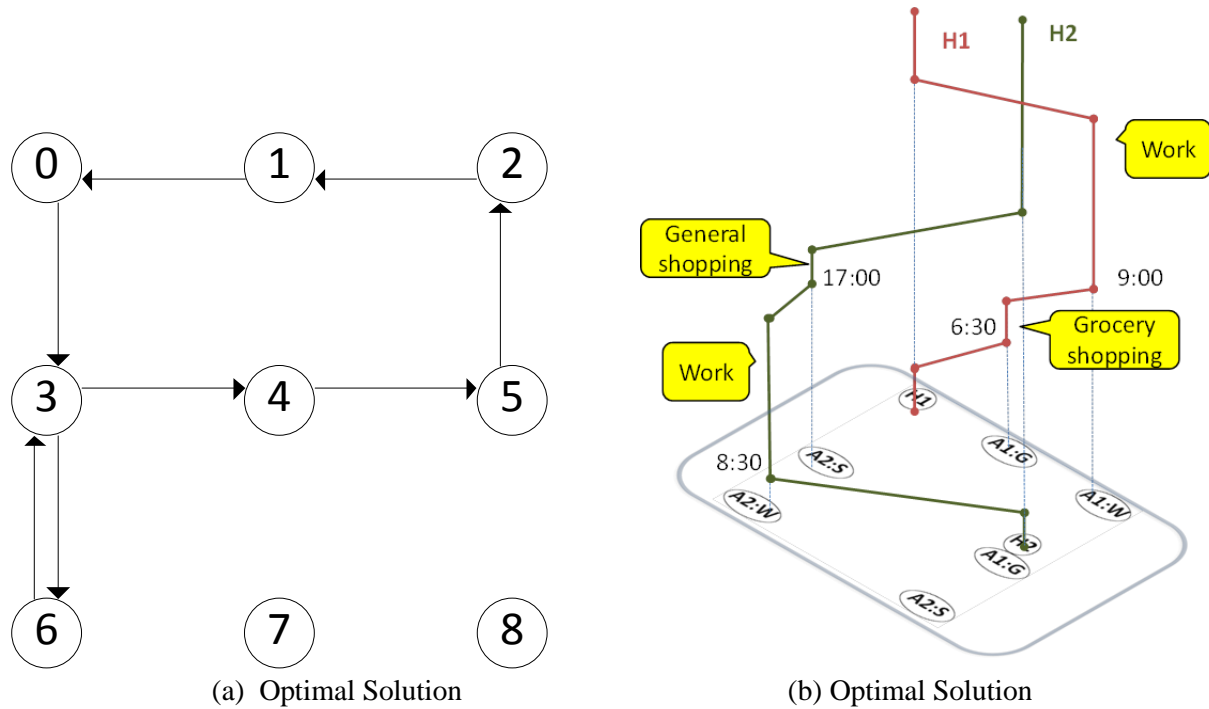 0
1
2
3
4
5
6
7
8
(a) Optimal Solution
H1
H2
Work
General
shopping
17:00
9:00
6:30
Grocery
shopping
Work
8:30
H1
A2:S
A1:G
A2:W
A1:W
H2
A1:G
A2:S
(b) Optimal Solution